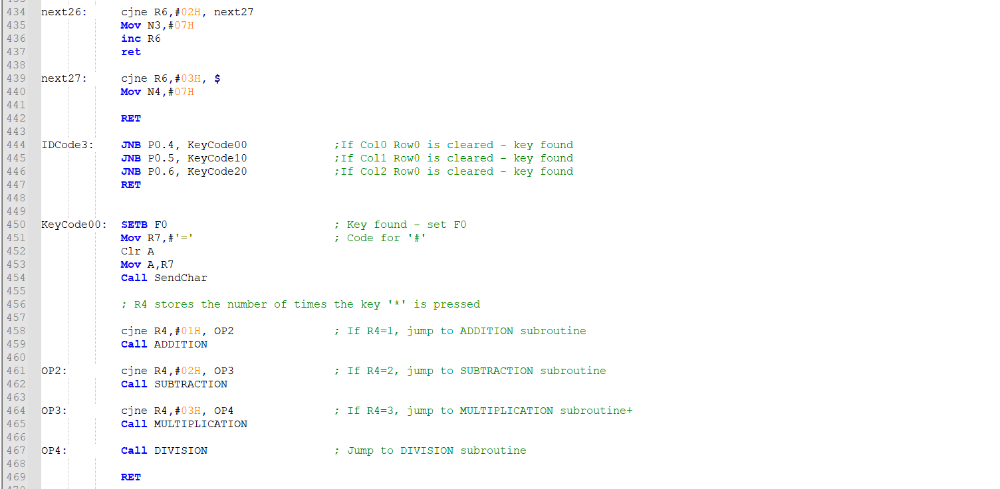 434 next26: cjne R6,#02H, next27
435 Mov N3,#07H
436 inc R6
437 ret
438
439 next27: cjne R6,#03H, $
440 Mov N4,#07H
441
442 RET
443
444 IDCode3: JNB P0.4, KeyCode00 ;If Col0 Row0 is cleared - key found
445 JNB P0.5, KeyCode10 ;If Col1 Row0 is cleared - key found
446 JNB P0.6, KeyCode20 ;If Col2 Row0 is cleared - key found
447 RET
448
449
450 KeyCode00: SETB F0 ; Key found - set F0
451 Mov R7,#'=' ; Code for '#'
452 Clr A
453 Mov A,R7
454 Call SendChar
455
456 ; R4 stores the number of times the key '*' is pressed
457
458 cjne R4,#01H, OP2 ; If R4=1, jump to ADDITION subroutine
459 Call ADDITION
460
461 OP2: cjne R4,#02H, OP3 ; If R4=2, jump to SUBTRACTION subroutine
462 Call SUBTRACTION
463
464 OP3: cjne R4,#03H, OP4 ; If R4=3, jump to MULTIPLICATION subroutine+
465 Call MULTIPLICATION
466
467 OP4: Call DIVISION ; Jump to DIVISION subroutine
468
469 RET